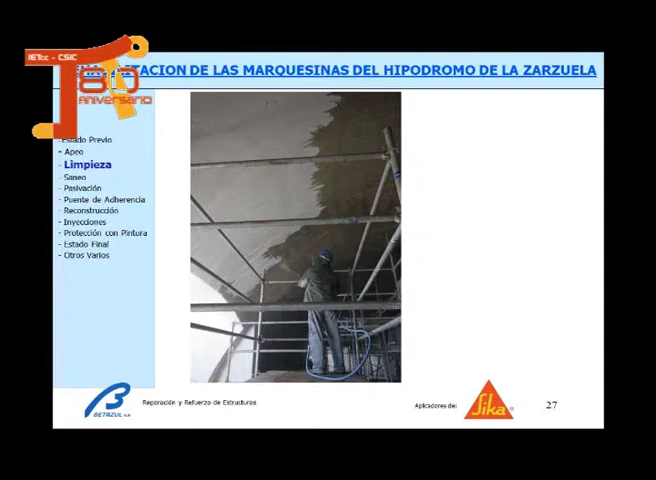 IETcc - CSIC
80
Aniversario
TACION DE LAS MARQUESINAS DEL HIPODROMO DE LA ZARZUELA
- Estado Previo
- Apeo
- Limpieza
- Saneo
- Pasivación
- Puente de Adherencia
- Reconstrucción
- Inyecciones
- Protección con Pintura
- Estado Final
- Otros Varios
BETAZUL S.A
Reparación y Refuerzo de Estructuras
Aplicadores de:
Sika
27